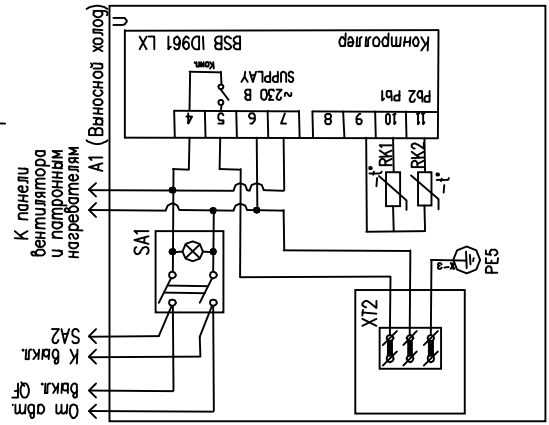 А1 (Выносной холод)
Контроллер
BSB ID961 LX
Комп.
~230 В
SUPPLAY
Pb2 Pb1
4 5 6 7 8 9 10 11
RK1
RK2
-t°
-t°
К панели
вентилятора
и патронным
нагревателям
SA1
SA2
К выкл.
выкл. QF
От авт.
XT2
К-З
PE5